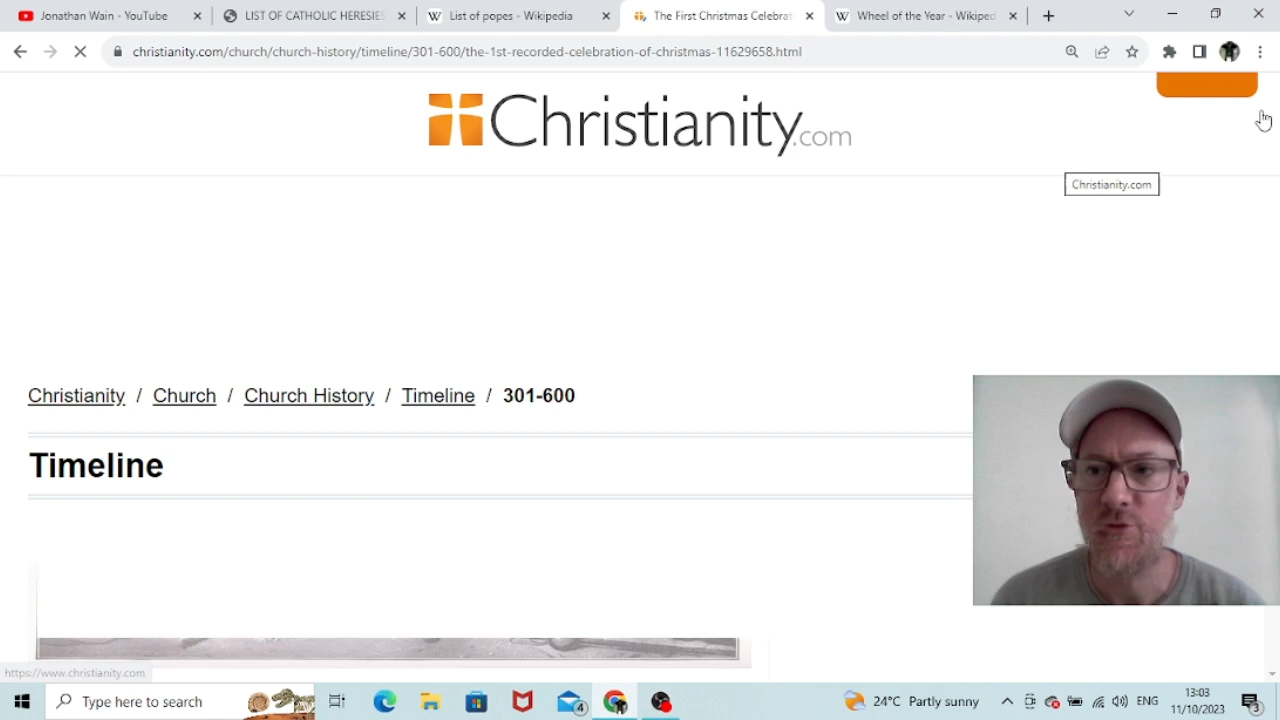 Jonathan Wain - YouTube
LIST OF CATHOLIC HERESIES
List of popes - Wikipedia
The First Christmas Celebrat
Wheel of the Year - Wikiped
christianity.com/church/church-history/timeline/301-600/the-1st-recorded-celebration-of-christmas-11629658.html
Christianity.com
Christianity.com
Christianity / Church / Church History / Timeline / 301-600
Timeline
https://www.christianity.com
Type here to search
4
24°C Partly sunny
ENG
13:03
11/10/2023
3